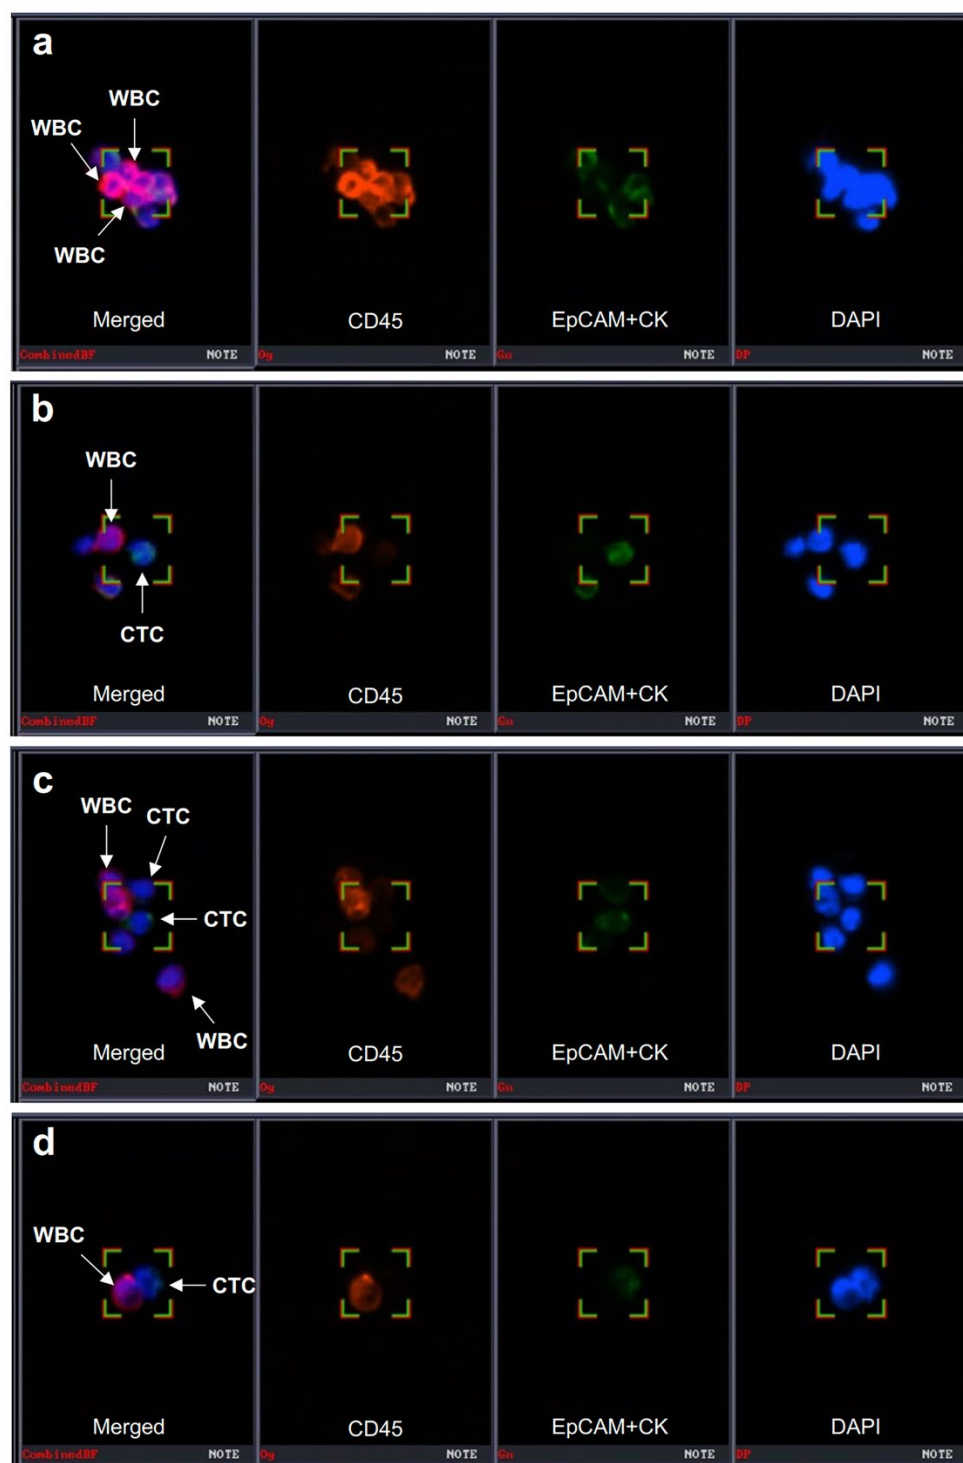 a
WBC
WBC
WBC
Merged
CD45
EpCAM+CK
DAPI
CombinedBF NOTE
Og NOTE
Gn NOTE
DP NOTE
b
WBC
CTC
Merged
CD45
EpCAM+CK
DAPI
CombinedBF NOTE
Og NOTE
Gn NOTE
DP NOTE
c
WBC
CTC
CTC
WBC
Merged
CD45
EpCAM+CK
DAPI
CombinedBF NOTE
Og NOTE
Gn NOTE
DP NOTE
d
WBC
CTC
Merged
CD45
EpCAM+CK
DAPI
CombinedBF NOTE
Og NOTE
Gn NOTE
DP NOTE